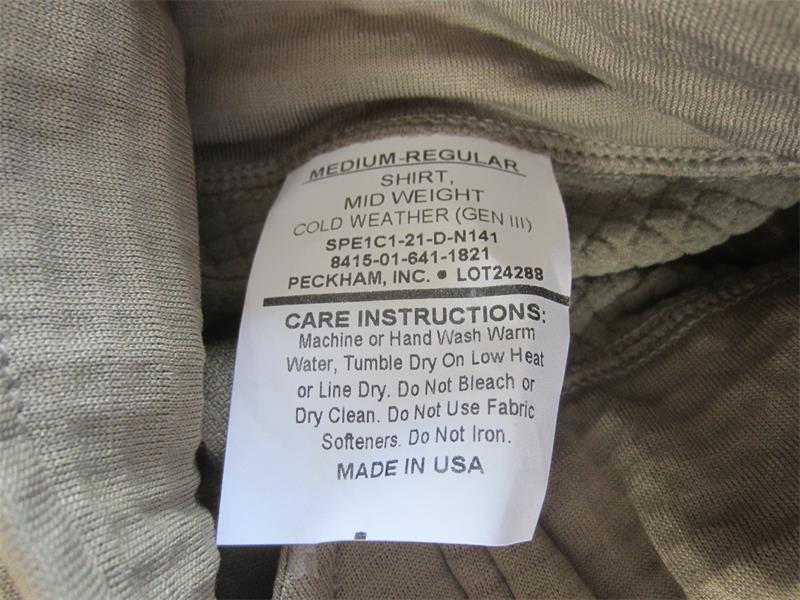 MEDIUM-REGULAR
SHIRT,
MID WEIGHT
COLD WEATHER (GEN III)
SPE1C1-21-D-N141
8415-01-641-1821
PECKHAM, INC. • LOT24288
CARE INSTRUCTIONS:
Machine or Hand Wash Warm
Water, Tumble Dry On Low Heat
or Line Dry. Do Not Bleach or
Dry Clean. Do Not Use Fabric
Softeners. Do Not Iron.
MADE IN USA